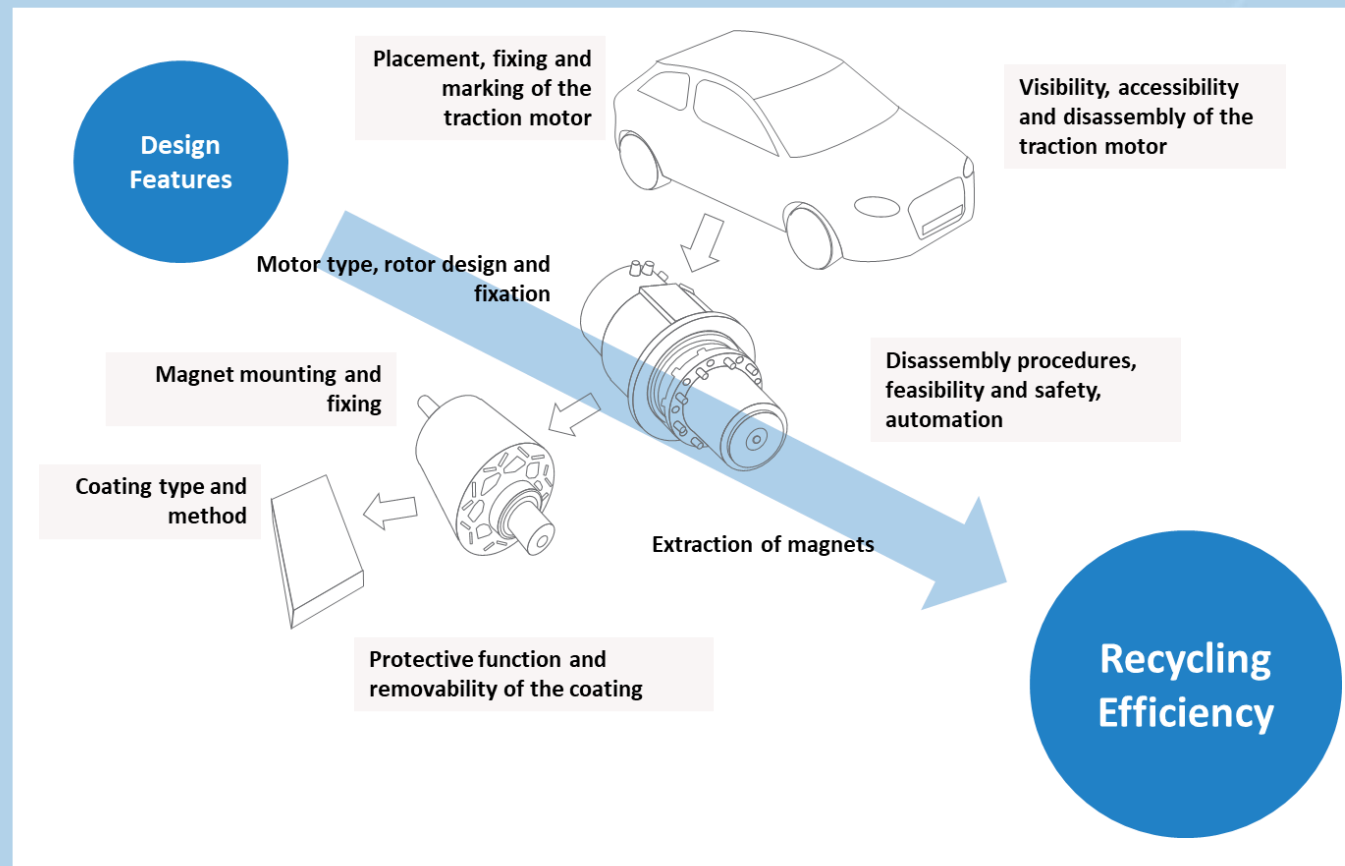 Placement, fixing and
marking of the
traction motor
Visibility, accessibility
and disassembly of the
traction motor
Design
Features
Motor type, rotor design and
fixation
Magnet mounting and
fixing
Disassembly procedures,
feasibility and safety,
automation
Coating type and
method
Extraction of magnets
Protective function and
removability of the coating
Recycling
Efficiency